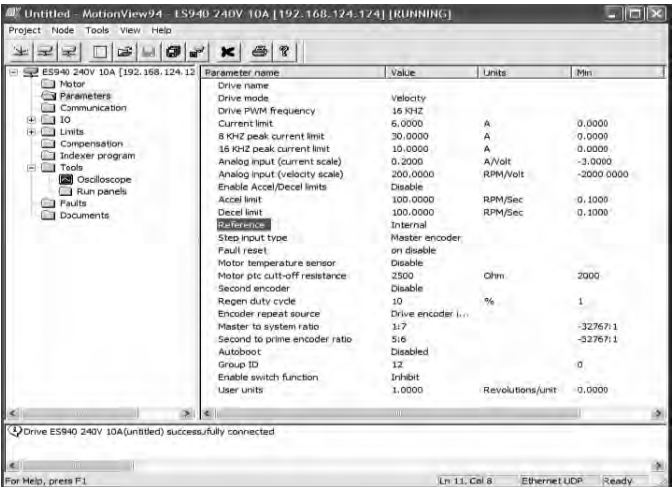 Untitled - MotionView94 - ES940 240V 10A [192.168.124.124] [RUNNING]
Project Node Tools View Help
ES940 240V 10A [192.168.124.12
Motor
Parameters
Communication
IO
Limits
Compensation
Indexer program
Tools
Oscilloscope
Run panels
Faults
Documents
Parameter name Value Units Min
Drive name
Drive mode Velocity
Drive PWM frequency 16 KHZ
Current limit 6.0000 A 0.0000
8 KHZ peak current limit 30.0000 A 0.0000
16 KHZ peak current limit 10.0000 A 0.0000
Analog input (current scale) 0.2000 A/Volt -3.0000
Analog input (velocity scale) 200.0000 RPM/Volt -2000 0000
Enable Accel/Decel limits Disable
Accel limit 100.0000 RPM/Sec 0.1000
Decel limit 100.0000 RPM/Sec 0.1000
Reference Internal
Step input type Master encoder
Fault reset on disable
Motor temperature sensor Disable
Motor ptc cutt-off resistance 2500 Ohm 2000
Second encoder Disable
Regen duty cycle 10 % 1
Encoder repeat source Drive encoder i...
Master to system ratio 1:7 -32767:1
Second to prime encoder ratio 5:6 -32767:1
Autoboot Disabled
Group ID 12 0
Enable switch function Inhibit
User units 1.0000 Revolutions/unit 0.0000
Drive ES940 240V 10A(untitled) successfully connected
For Help, press F1 Ln 11, Col 8 Ethernet UDP Ready